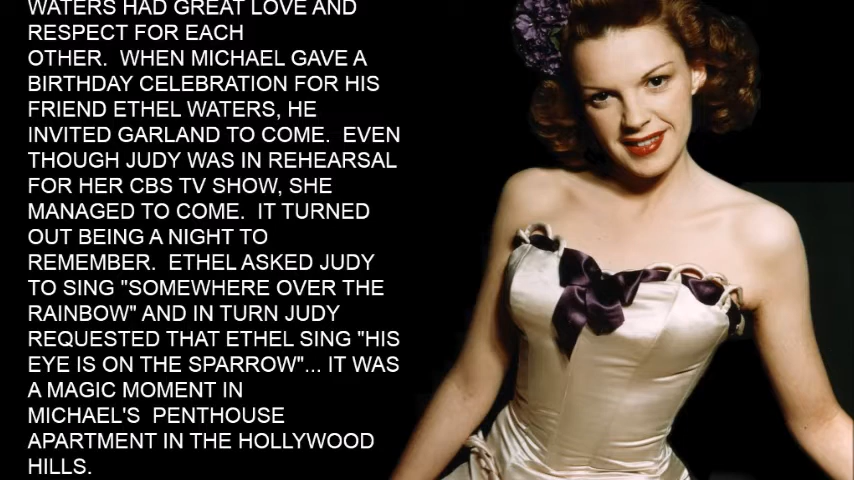 WATERS HAD GREAT LOVE AND
RESPECT FOR EACH
OTHER.  WHEN MICHAEL GAVE A
BIRTHDAY CELEBRATION FOR HIS
FRIEND ETHEL WATERS, HE
INVITED GARLAND TO COME.  EVEN
THOUGH JUDY WAS IN REHEARSAL
FOR HER CBS TV SHOW, SHE
MANAGED TO COME.  IT TURNED
OUT BEING A NIGHT TO
REMEMBER.  ETHEL ASKED JUDY
TO SING "SOMEWHERE OVER THE
RAINBOW" AND IN TURN JUDY
REQUESTED THAT ETHEL SING "HIS
EYE IS ON THE SPARROW"... IT WAS
A MAGIC MOMENT IN
MICHAEL'S  PENTHOUSE
APARTMENT IN THE HOLLYWOOD
HILLS.